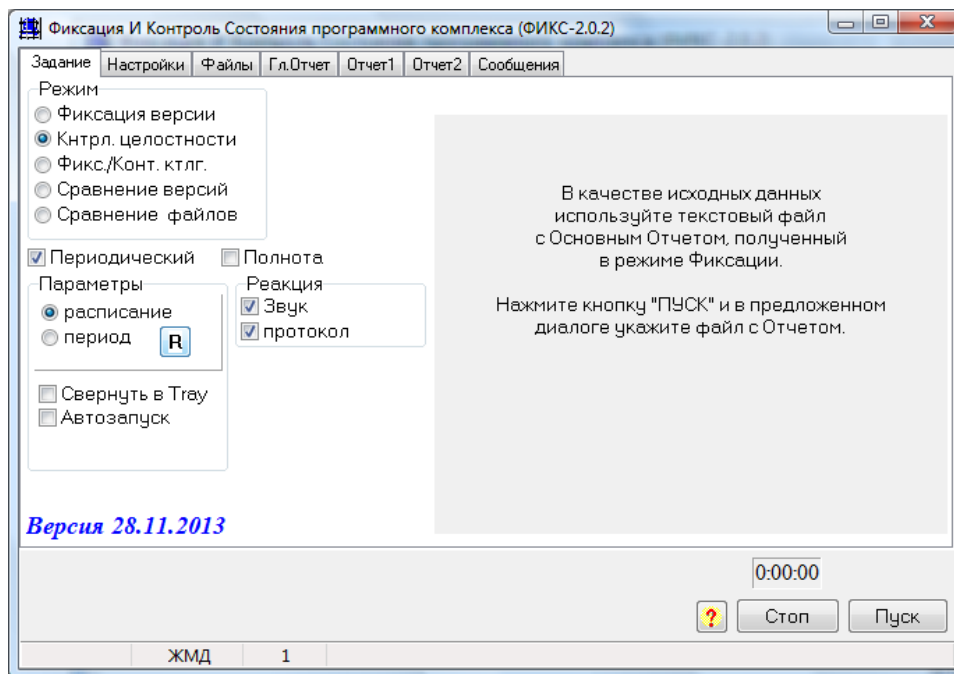 Фиксация И Контроль Состояния программного комплекса (ФИКС-2.0.2)
Задание Настройки Файлы Гл.Отчет Отчет1 Отчет2 Сообщения
Режим
Фиксация версии
Кнтрл. целостности
Фикс./Конт. ктлг.
Сравнение версий
Сравнение файлов
Периодический Полнота
Параметры
расписание
период R
Свернуть в Tray
Автозапуск
Реакция
Звук
протокол
В качестве исходных данных
используйте текстовый файл
с Основным Отчетом, полученный
в режиме Фиксации.
Нажмите кнопку "ПУСК" и в предложенном
диалоге укажите файл с Отчетом.
Версия 28.11.2013
0:00:00
? Стоп Пуск
ЖМД 1